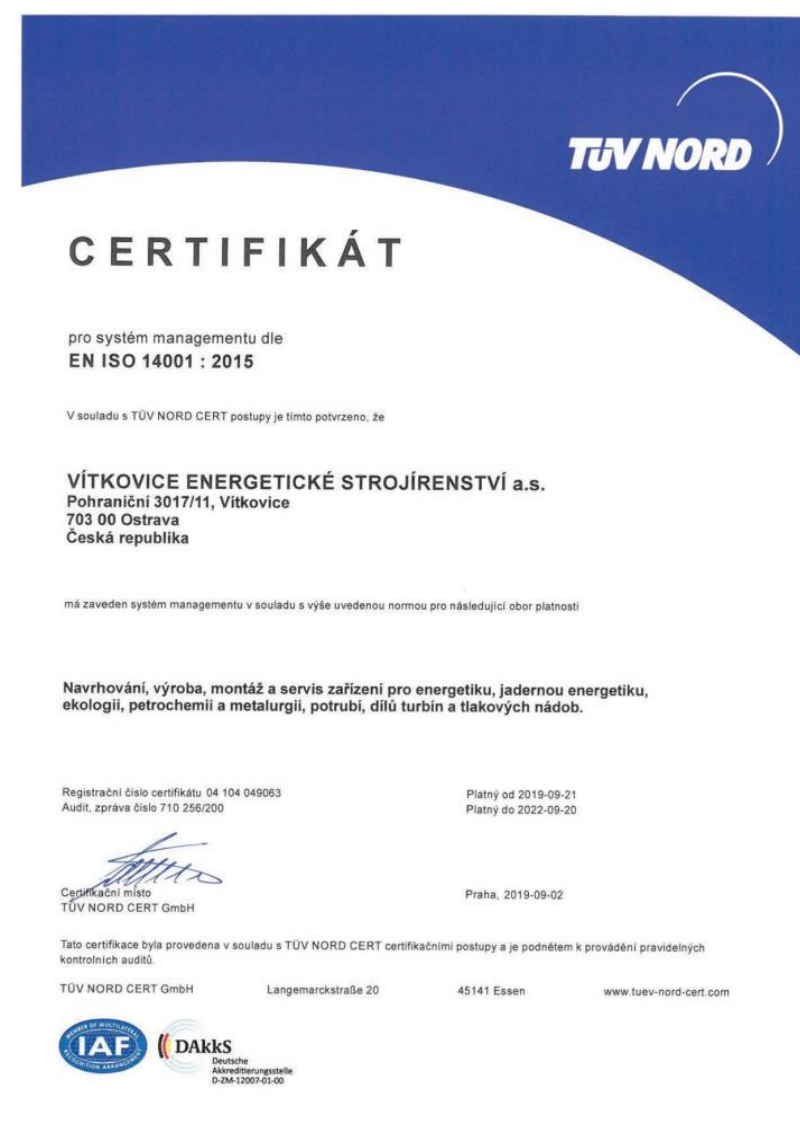 TÜV NORD
CERTIFIKÁT
pro systém managementu dle
EN ISO 14001 : 2015
V souladu s TÜV NORD CERT postupy je tímto potvrzeno, že
VÍTKOVICE ENERGETICKÉ STROJÍRENSTVÍ a.s.
Pohraniční 3017/11, Vítkovice
703 00 Ostrava
Česká republika
má zaveden systém managementu v souladu s výše uvedenou normou pro následující obor platnosti
Navrhování, výroba, montáž a servis zařízení pro energetiku, jadernou energetiku,
ekologii, petrochemii a metalurgii, potrubí, dílů turbín a tlakových nádob.
Registrační číslo certifikátu 04 104 049063
Audit, zpráva číslo 710 256/200
Platný od 2019-09-21
Platný do 2022-09-20
Certifikační místo
TÜV NORD CERT GmbH
Praha, 2019-09-02
Tato certifikace byla provedena v souladu s TÜV NORD CERT certifikačními postupy a je podnětem k provádění pravidelných
kontrolních auditů.
TÜV NORD CERT GmbH Langemarckstraße 20 45141 Essen www.tuev-nord-cert.com
MEMBER OF MULTILATERAL
IAF
RECOGNITION ARRANGEMENT
DAkkS
Deutsche
Akkreditierungsstelle
D-ZM-12007-01-00